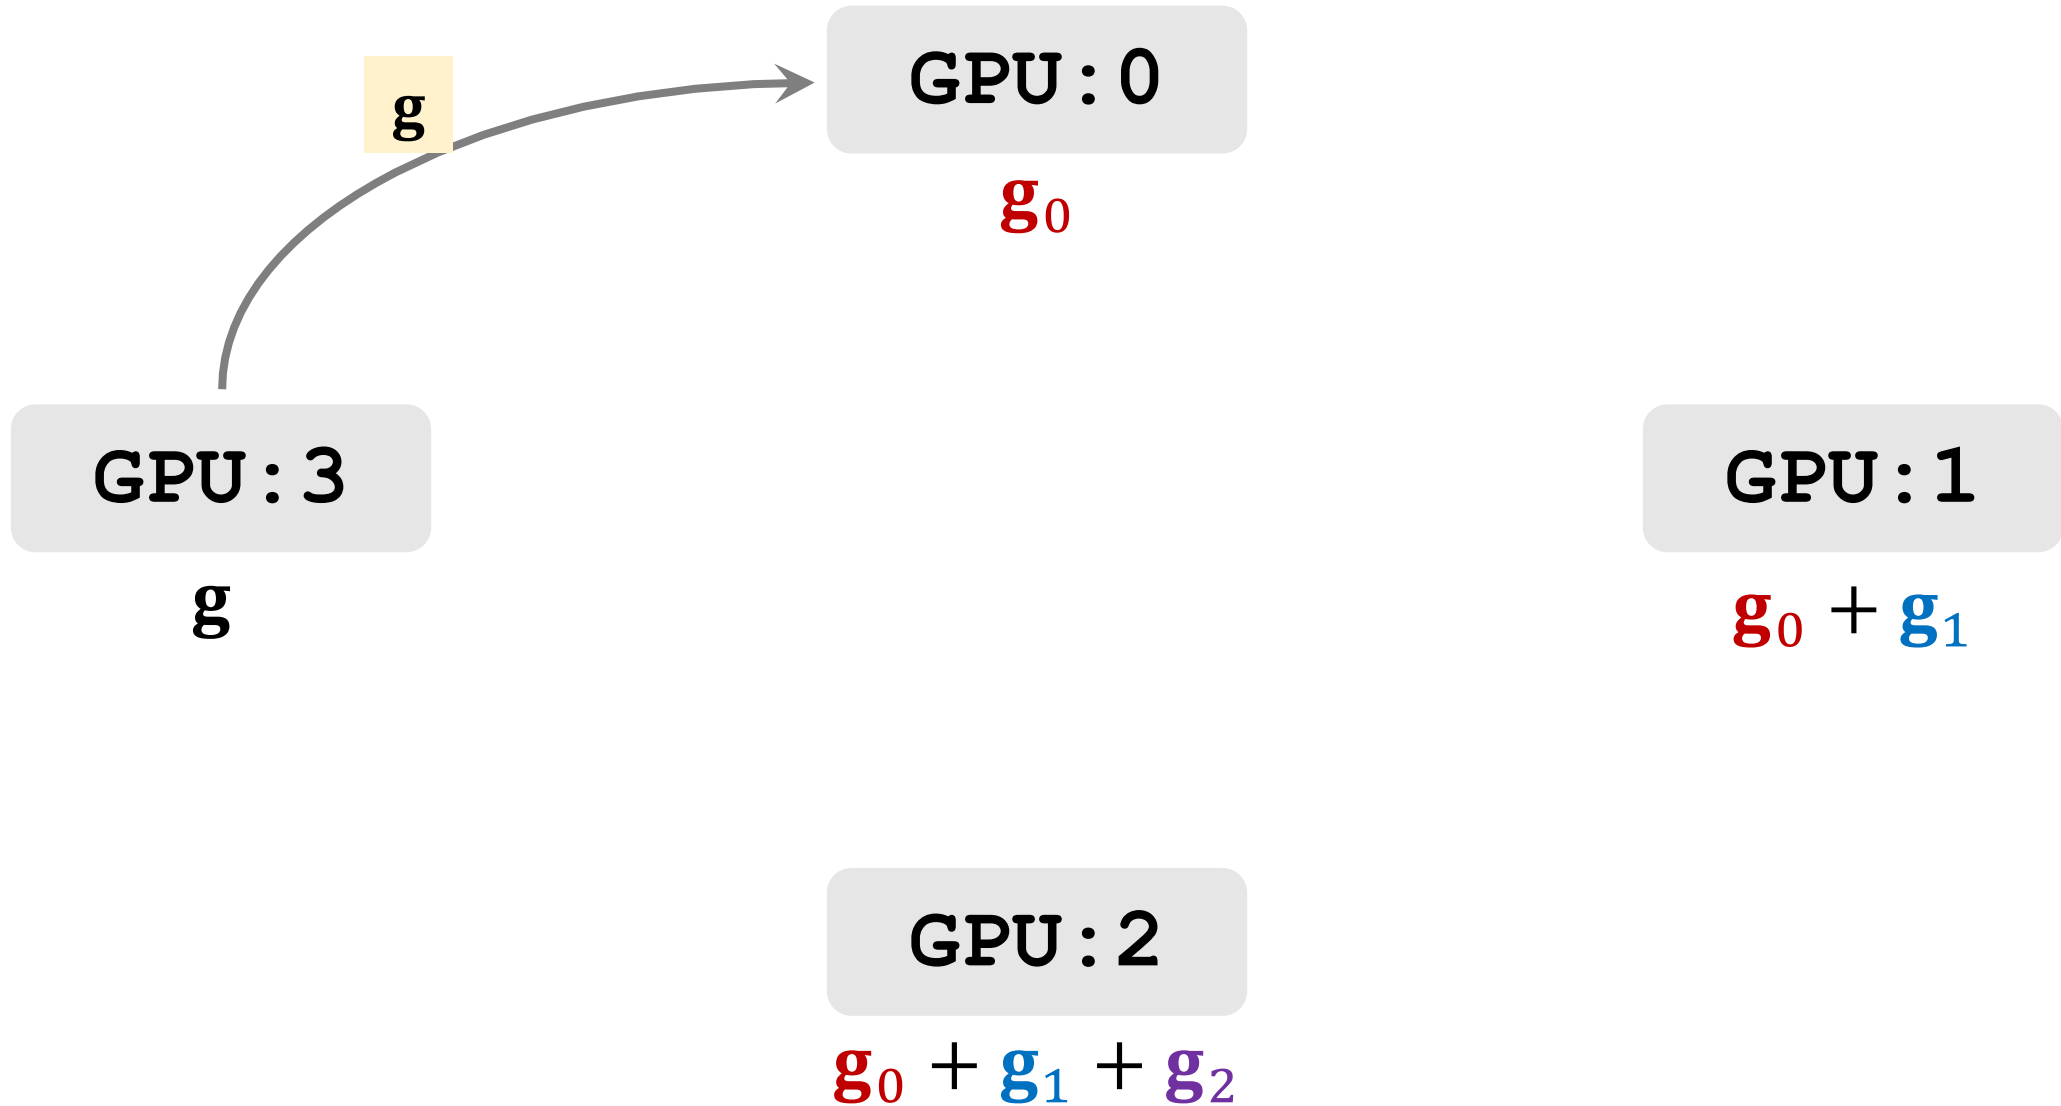 GPU:0
g
g₀
GPU:3
GPU:1
g
g₀ + g₁
GPU:2
g₀ + g₁ + g₂